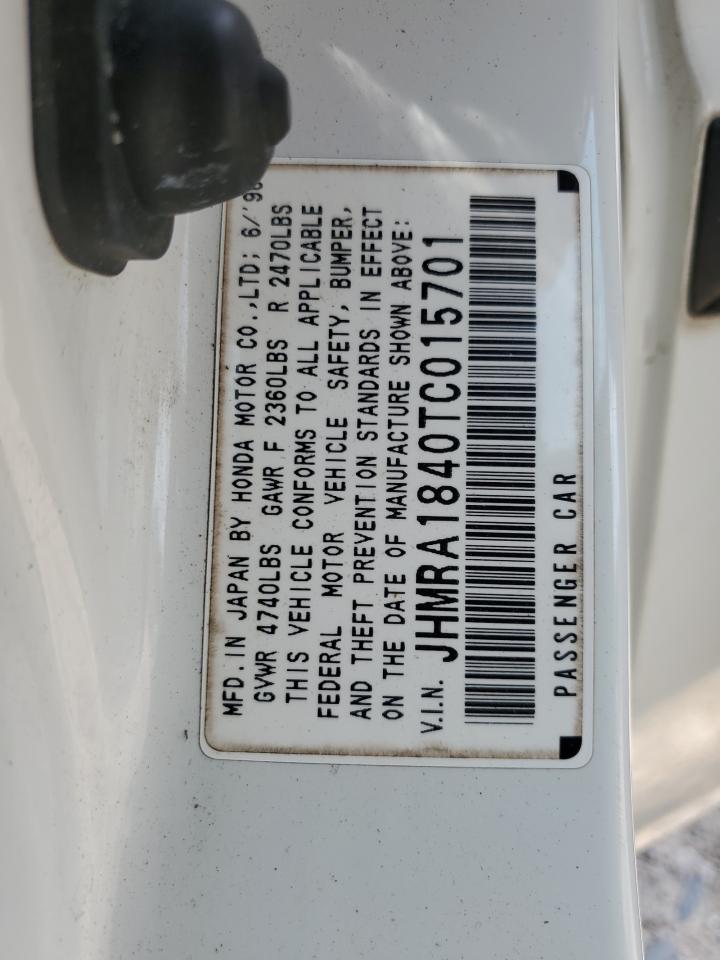 MFD. IN JAPAN BY HONDA MOTOR CO.,LTD; 6/'96
GVWR 4740LBS GAWR F 2360LBS R 2470LBS
THIS VEHICLE CONFORMS TO ALL APPLICABLE
FEDERAL MOTOR VEHICLE SAFETY, BUMPER,
AND THEFT PREVENTION STANDARDS IN EFFECT
ON THE DATE OF MANUFACTURE SHOWN ABOVE:
V.I.N. JHMRA1840TC015701
PASSENGER CAR